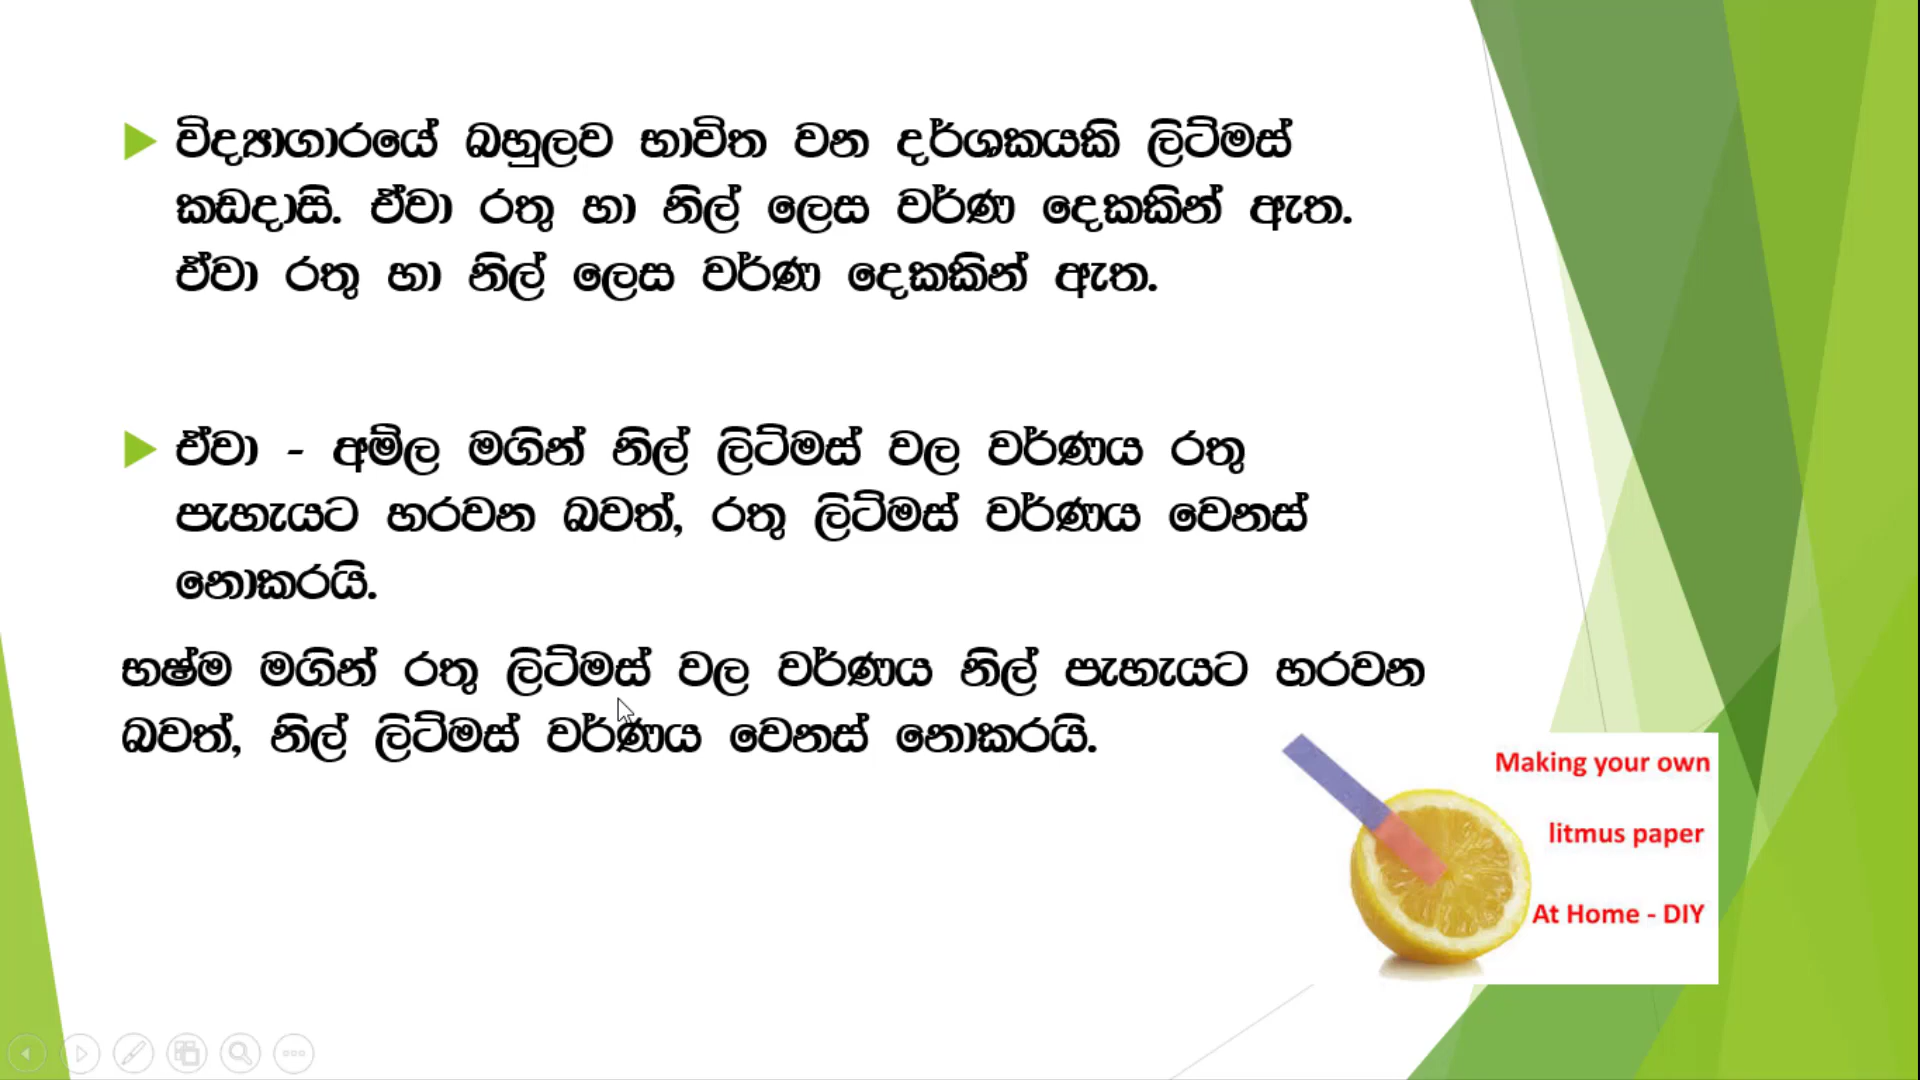 විද්‍යාගාරයේ බහුලව භාවිත වන දර්ශකයකි ලිට්මස්
කඩදාසි. ඒවා රතු හා නිල් ලෙස වර්ණ දෙකකින් ඇත.
ඒවා රතු හා නිල් ලෙස වර්ණ දෙකකින් ඇත.
ඒවා - අම්ල මගින් නිල් ලිට්මස් වල වර්ණය රතු
පැහැයට හරවන බවත්, රතු ලිට්මස් වර්ණය වෙනස්
නොකරයි.
භෂ්ම මගින් රතු ලිට්මස් වල වර්ණය නිල් පැහැයට හරවන
බවත්, නිල් ලිට්මස් වර්ණය වෙනස් නොකරයි.
Making your own
litmus paper
At Home - DIY